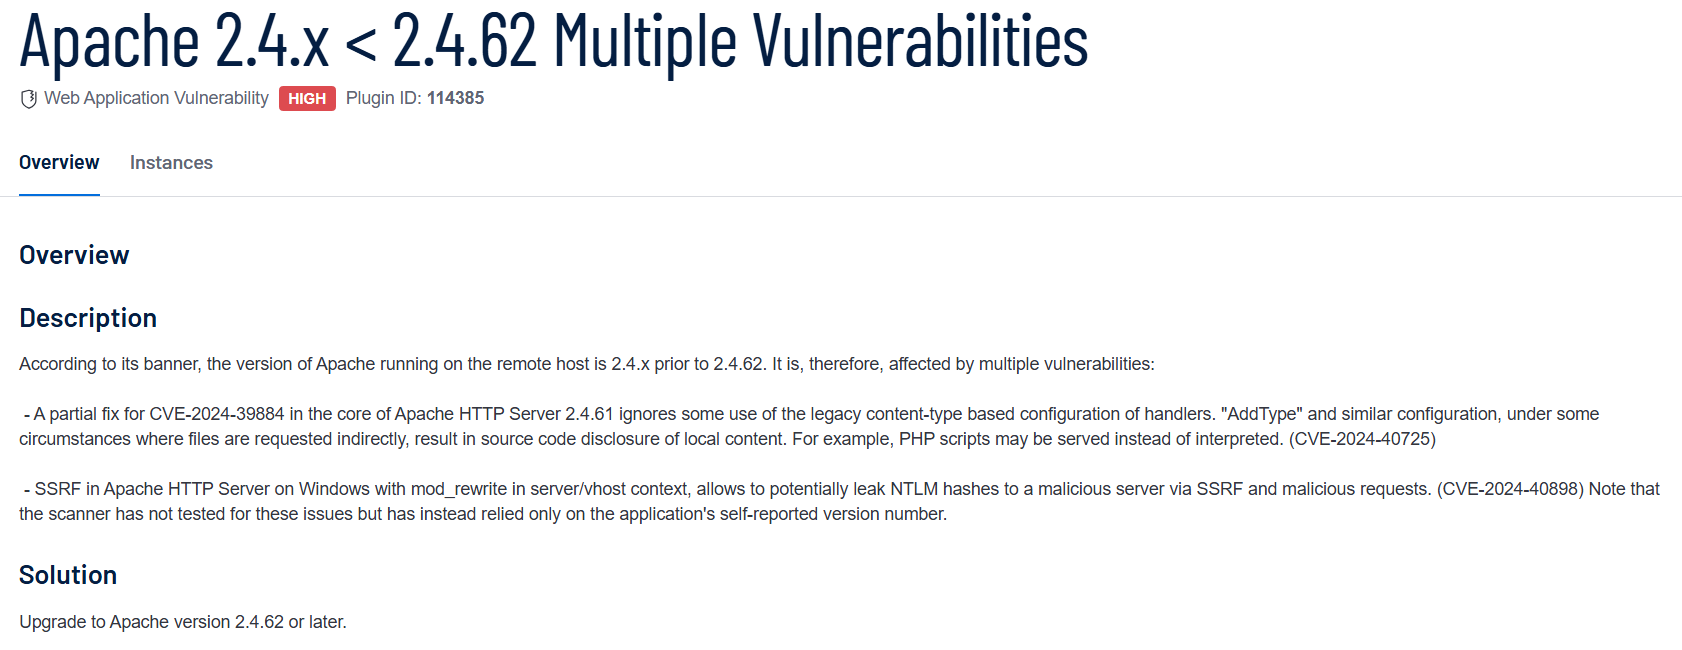 Apache 2.4.x < 2.4.62 Multiple Vulnerabilities
Web Application Vulnerability HIGH Plugin ID: 114385
Overview Instances
Overview
Description
According to its banner, the version of Apache running on the remote host is 2.4.x prior to 2.4.62. It is, therefore, affected by multiple vulnerabilities:
- A partial fix for CVE-2024-39884 in the core of Apache HTTP Server 2.4.61 ignores some use of the legacy content-type based configuration of handlers. "AddType" and similar configuration, under some
circumstances where files are requested indirectly, result in source code disclosure of local content. For example, PHP scripts may be served instead of interpreted. (CVE-2024-40725)
- SSRF in Apache HTTP Server on Windows with mod_rewrite in server/vhost context, allows to potentially leak NTLM hashes to a malicious server via SSRF and malicious requests. (CVE-2024-40898) Note that
the scanner has not tested for these issues but has instead relied only on the application's self-reported version number.
Solution
Upgrade to Apache version 2.4.62 or later.